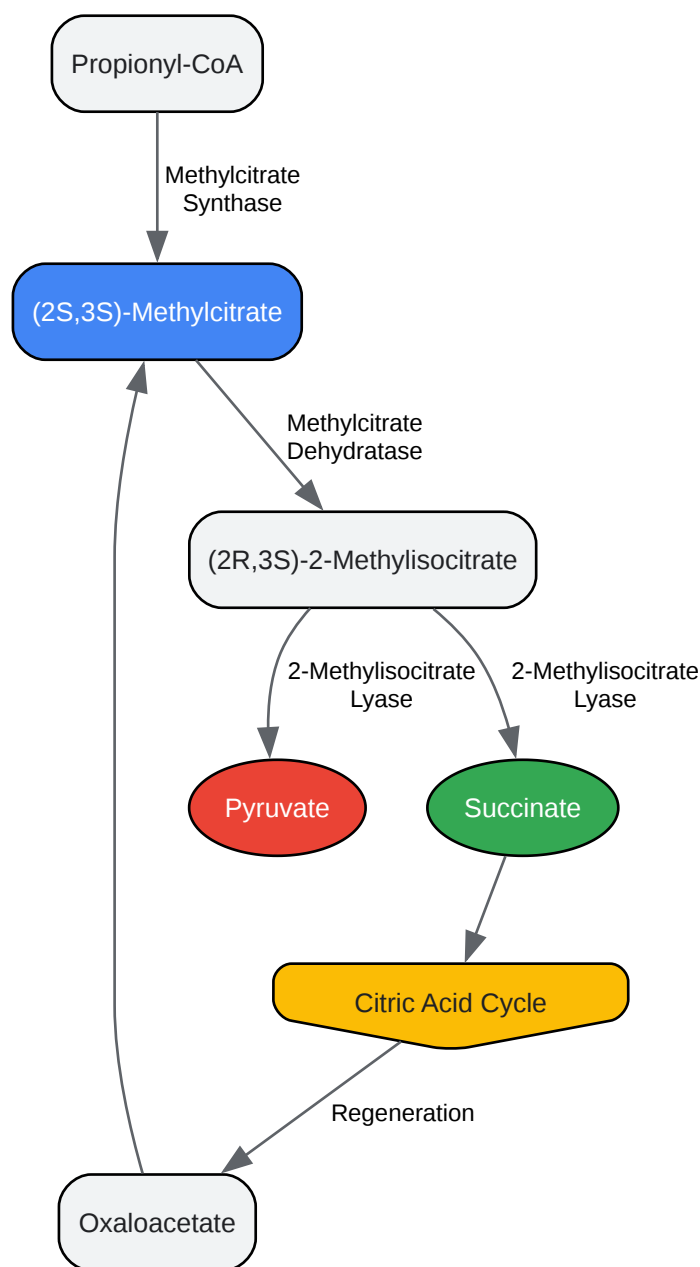 Propionyl-CoA
Methylcitrate
Synthase
(2S,3S)-Methylcitrate
Methylcitrate
Dehydratase
(2R,3S)-2-Methylisocitrate
2-Methylisocitrate
Lyase
2-Methylisocitrate
Lyase
Pyruvate
Succinate
Citric Acid Cycle
Regeneration
Oxaloacetate